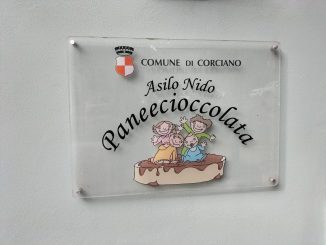 COMUNE DI CORCIANO
Asilo Nido
Paneecioccolata